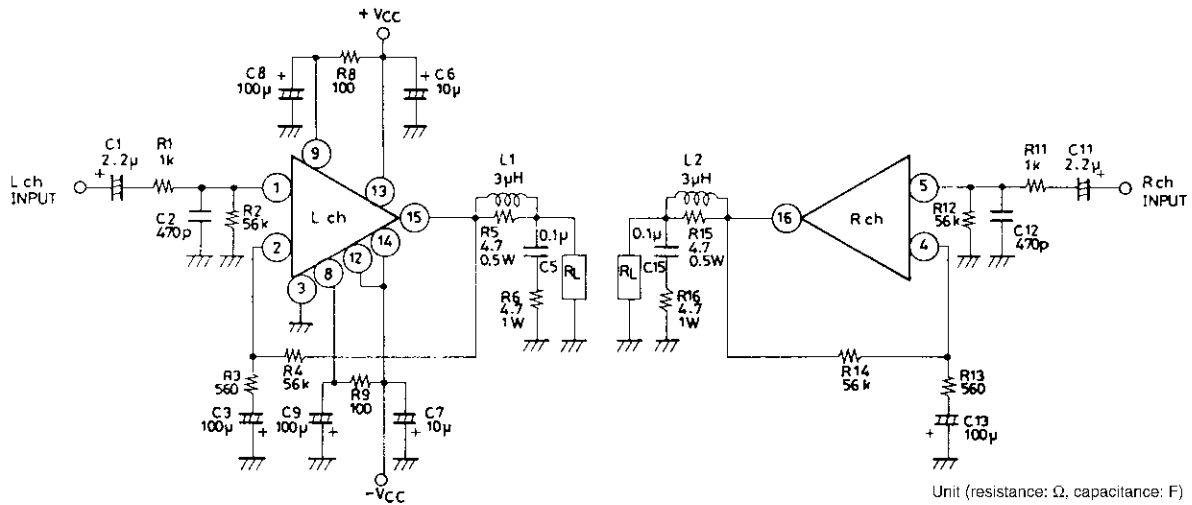 + VCC
C8
100µ
+
R8
100
+
C6
10µ
C1
2.2µ
R1
1k
L ch
INPUT
+
C2
470p
R2
56k
1
2
3
9
13
L ch
15
14
12
8
L1
3µH
R5
4.7
0.5W
0.1µ
C5
RL
R6
4.7
1W
R4
56k
R3
560
C3
100µ
+
C9
100µ
+
R9
100
C7
10µ
+
-VCC
L2
3µH
16
R ch
5
4
R15
4.7
0.5W
0.1µ
C15
RL
R16
4.7
1W
R11
1k
C11
2.2µ
+
R ch
INPUT
R12
56k
C12
470p
R14
56k
R13
560
C13
100µ
+
Unit (resistance: Ω, capacitance: F)